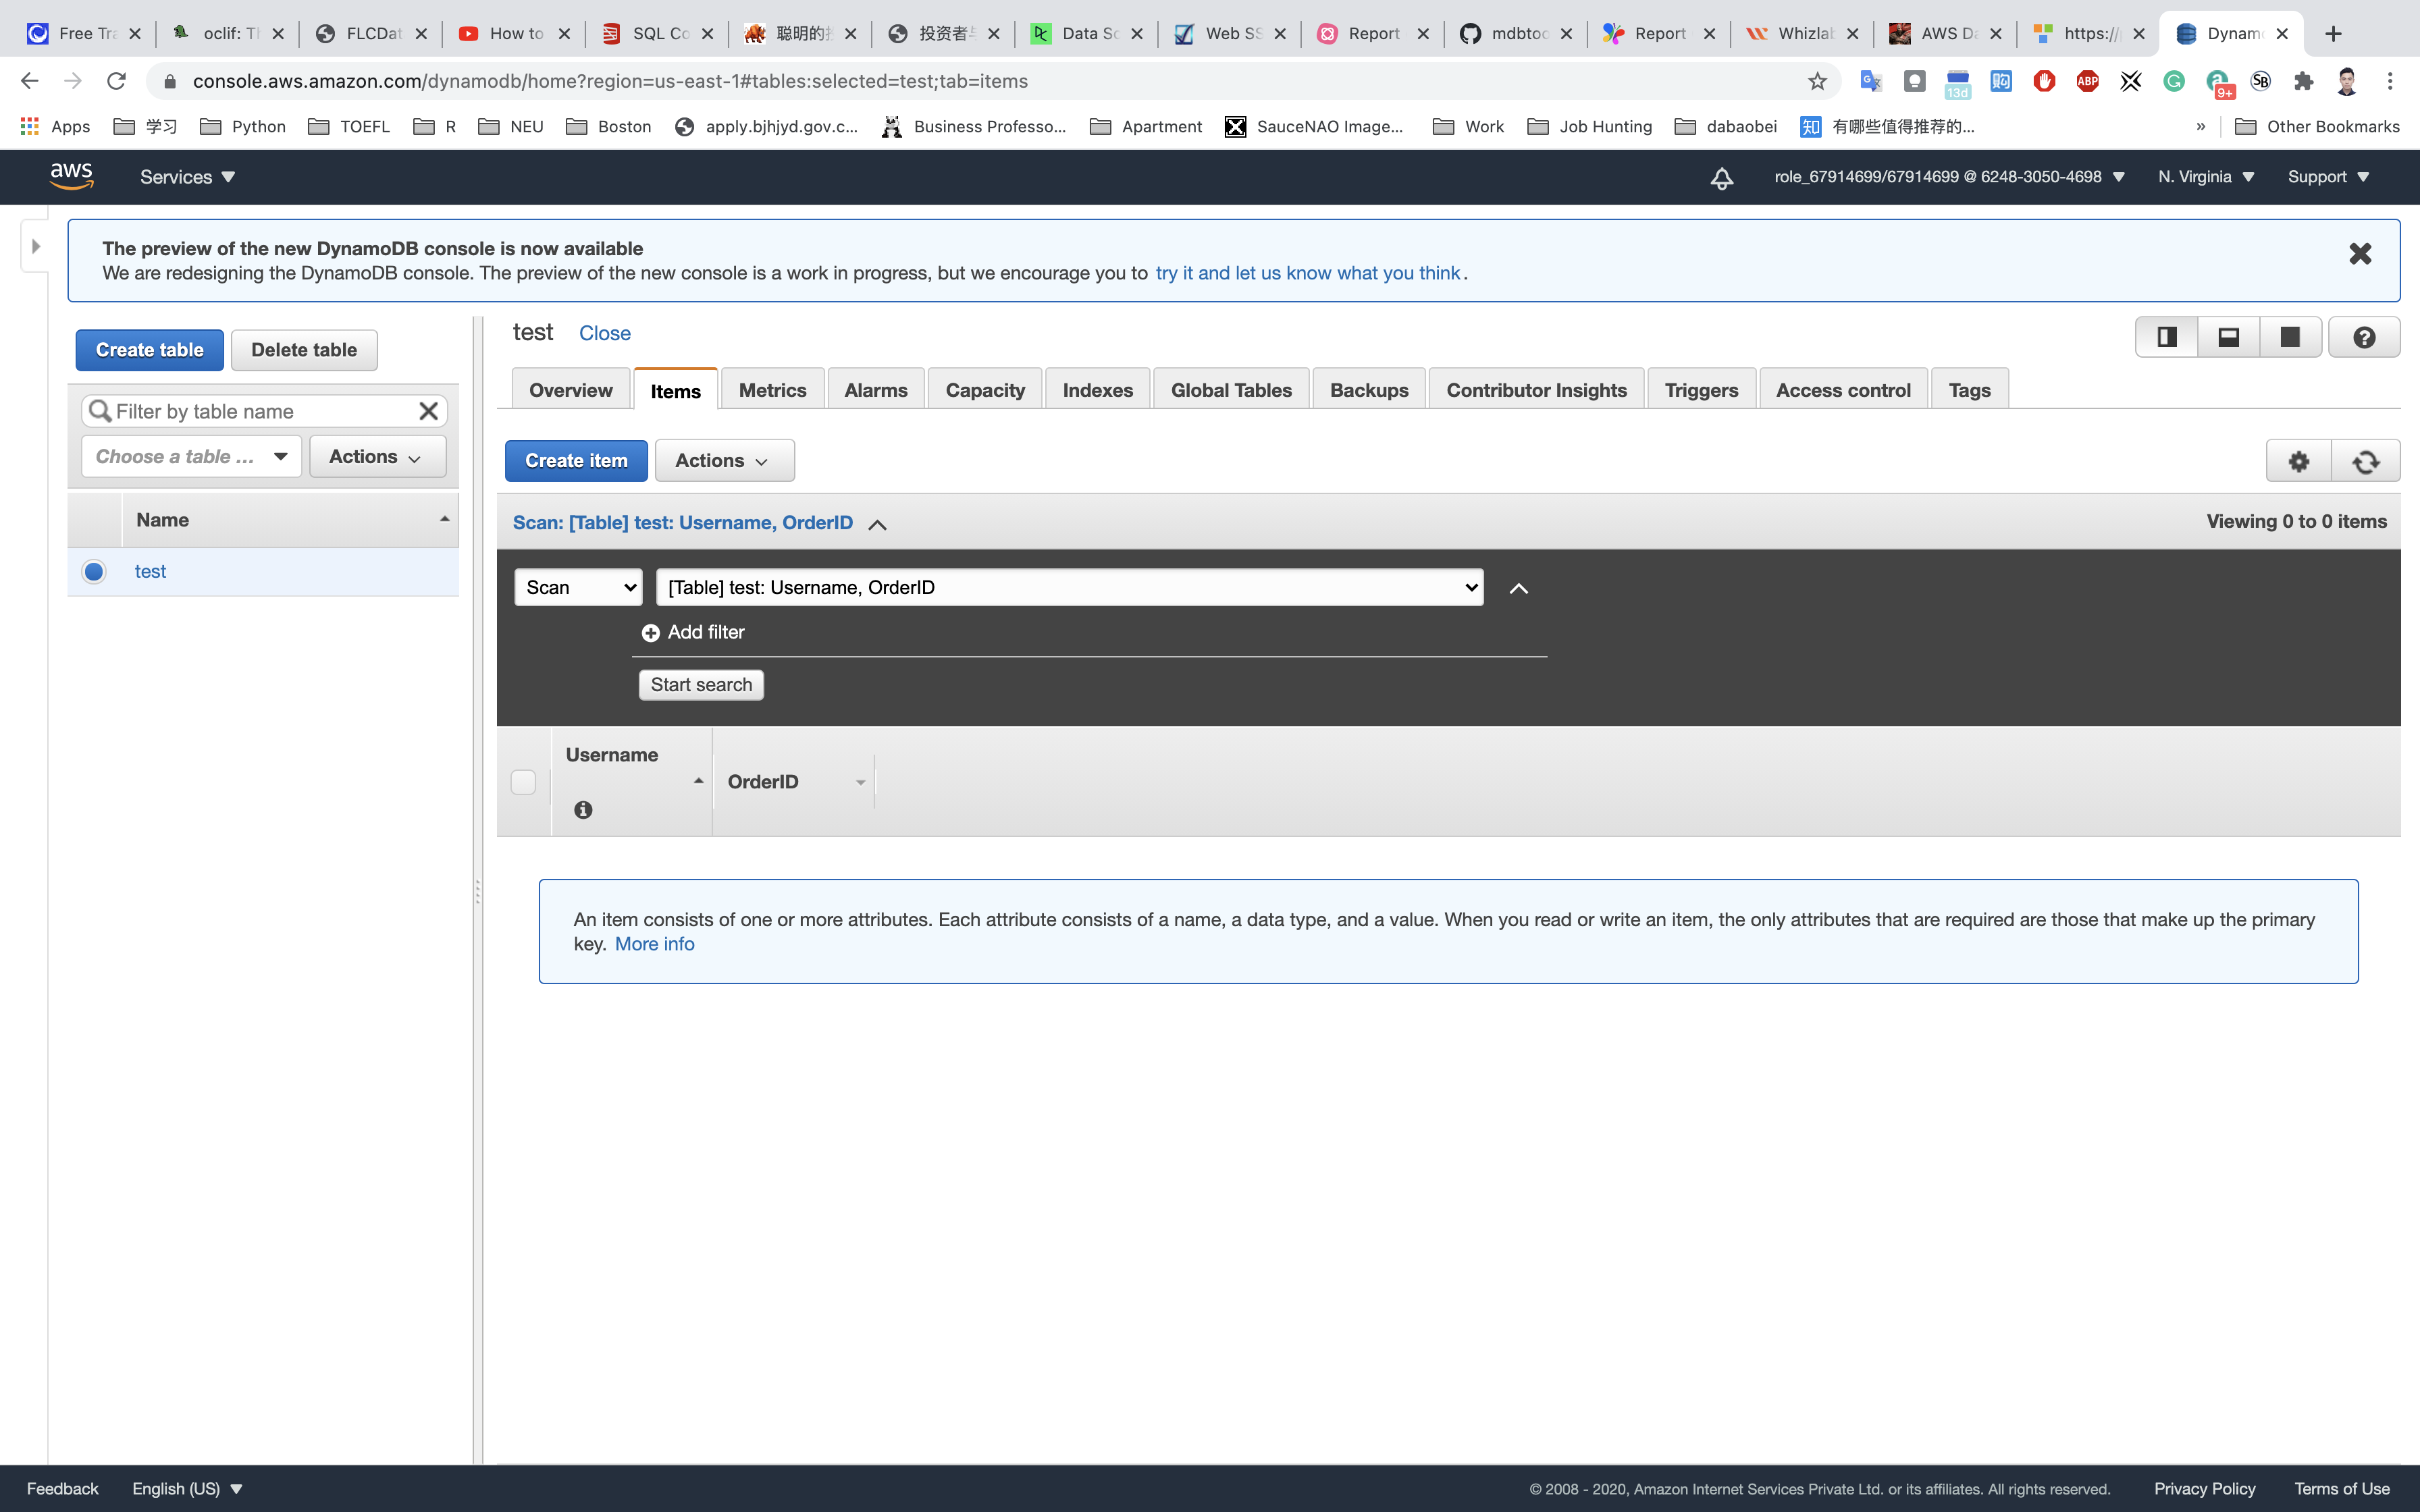 Free Tra
oclif: Th
FLCDat
How to
SQL Co
聪明的投
投资者与
Data Sc
Web SS
Report
mdbtoo
Report
Whizlab
AWS Da
https://
Dynamo
console.aws.amazon.com/dynamodb/home?region=us-east-1#tables:selected=test;tab=items
13d
ABP
9+
SB
Apps
学习
Python
TOEFL
R
NEU
Boston
apply.bjhjyd.gov.c...
Business Professo...
Apartment
SauceNAO Image...
Work
Job Hunting
dabaobei
知 有哪些值得推荐的...
»
Other Bookmarks
aws
Services
role_67914699/67914699 @ 6248-3050-4698
N. Virginia
Support
The preview of the new DynamoDB console is now available
We are redesigning the DynamoDB console. The preview of the new console is a work in progress, but we encourage you to try it and let us know what you think.
Create table
Delete table
Filter by table name
Choose a table ...
Actions
Name
test
test
Close
Overview
Items
Metrics
Alarms
Capacity
Indexes
Global Tables
Backups
Contributor Insights
Triggers
Access control
Tags
Create item
Actions
Scan: [Table] test: Username, OrderID
Viewing 0 to 0 items
Scan
[Table] test: Username, OrderID
Add filter
Start search
Username
OrderID
An item consists of one or more attributes. Each attribute consists of a name, a data type, and a value. When you read or write an item, the only attributes that are required are those that make up the primary
key. More info
Feedback
English (US)
© 2008 - 2020, Amazon Internet Services Private Ltd. or its affiliates. All rights reserved.
Privacy Policy
Terms of Use